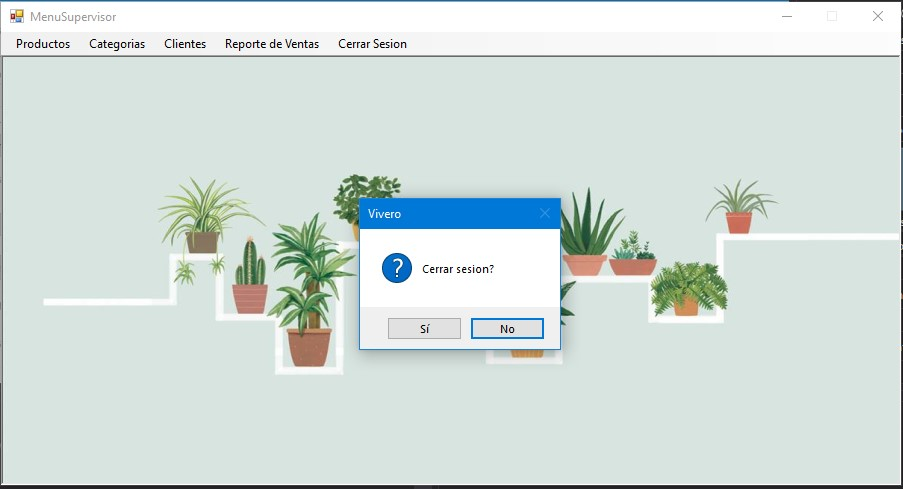 MenuSupervisor
Productos Categorias Clientes Reporte de Ventas Cerrar Sesion
Vivero
? Cerrar sesion?
Sí No